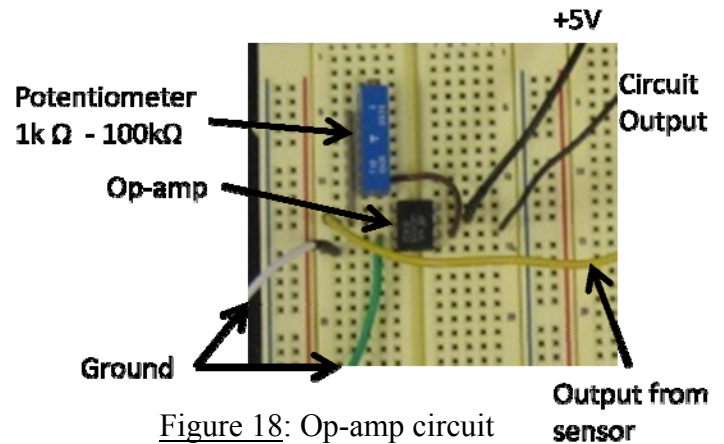 +5V
Potentiometer
1k Ω - 100kΩ
Circuit
Output
Op-amp
Ground
Output from
sensor
Figure 18: Op-amp circuit